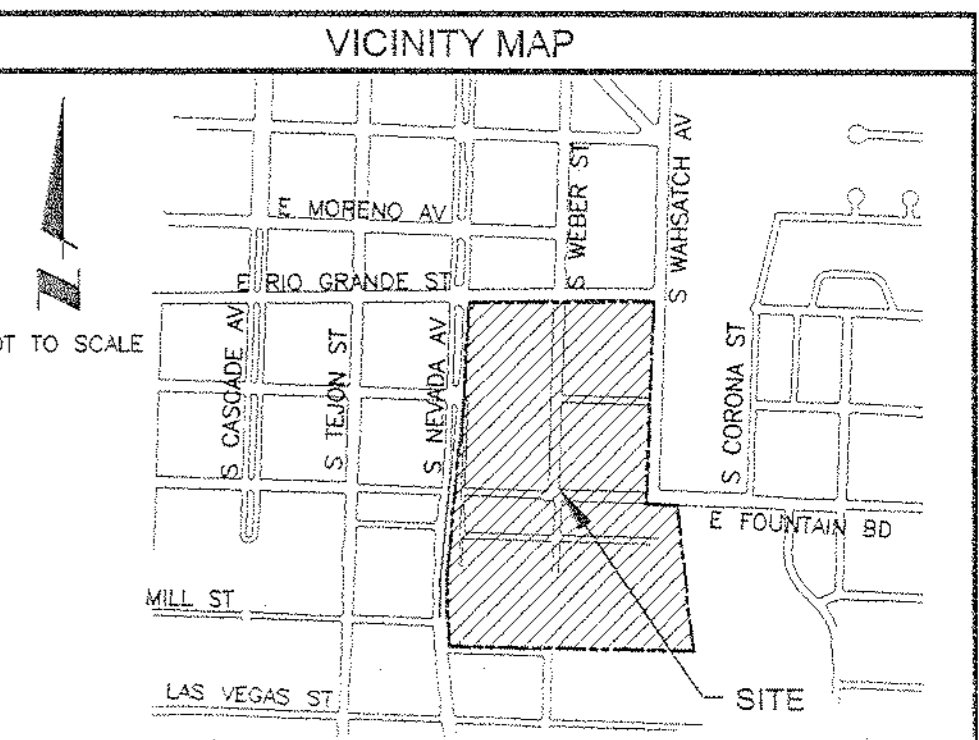 VICINITY MAP
E MORENO AV
S WEBER ST
S WAHSATCH AV
E RIO GRANDE ST
OT TO SCALE
S CASCADE AV
S TEJON ST
S NEVADA AV
S CORONA ST
E FOUNTAIN BD
MILL ST
LAS VEGAS ST
SITE
N